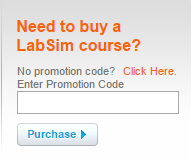 Need to buy a
LabSim course?
No promotion code? Click Here.
Enter Promotion Code
Purchase